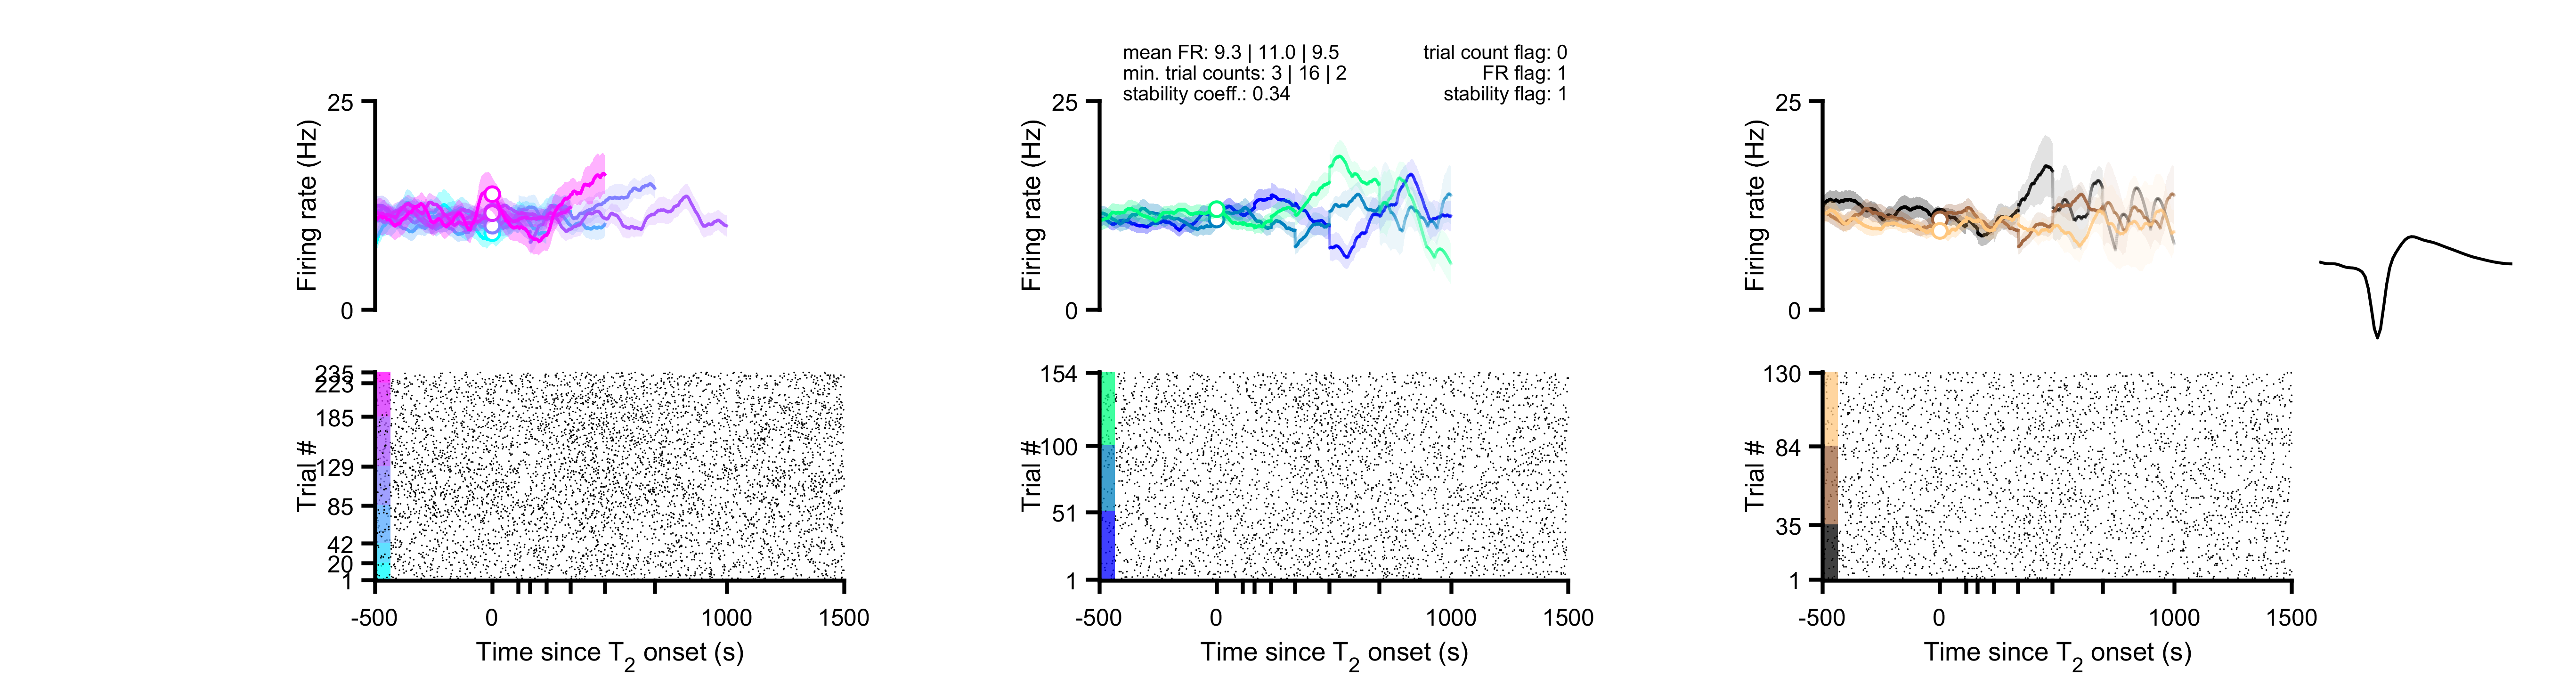 mean FR: 9.3 | 11.0 | 9.5
min. trial counts: 3 | 16 | 2
stability coeff.: 0.34
trial count flag: 0
FR flag: 1
stability flag: 1
25
Firing rate (Hz)
0
25
Firing rate (Hz)
0
25
Firing rate (Hz)
0
235
223
185
129
85
42
20
1
Trial #
-500
0
1000
1500
Time since T2 onset (s)
154
100
51
1
Trial #
-500
0
1000
1500
Time since T2 onset (s)
130
84
35
1
Trial #
-500
0
1000
1500
Time since T2 onset (s)